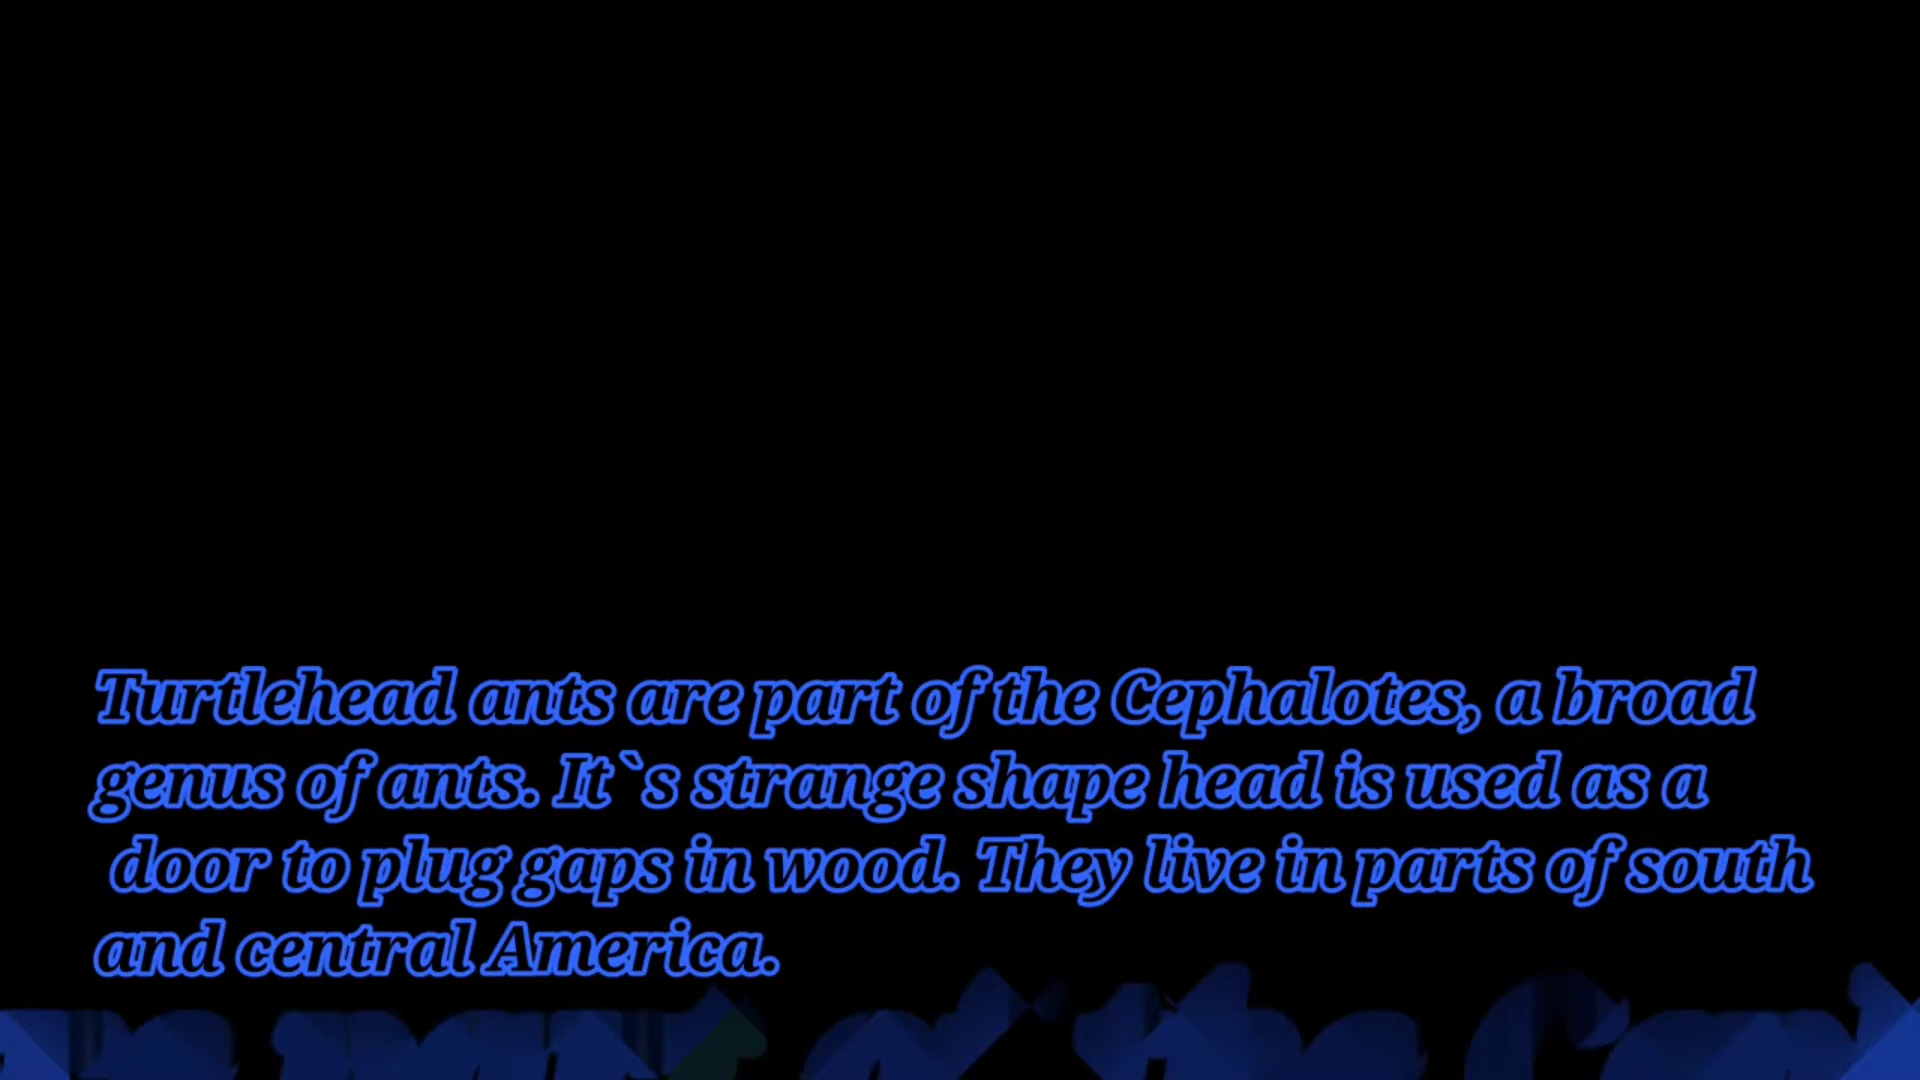 Turtlehead ants are part of the Cephalotes, a broad
genus of ants. It`s strange shape head is used as a
door to plug gaps in wood. They live in parts of south
and central America.